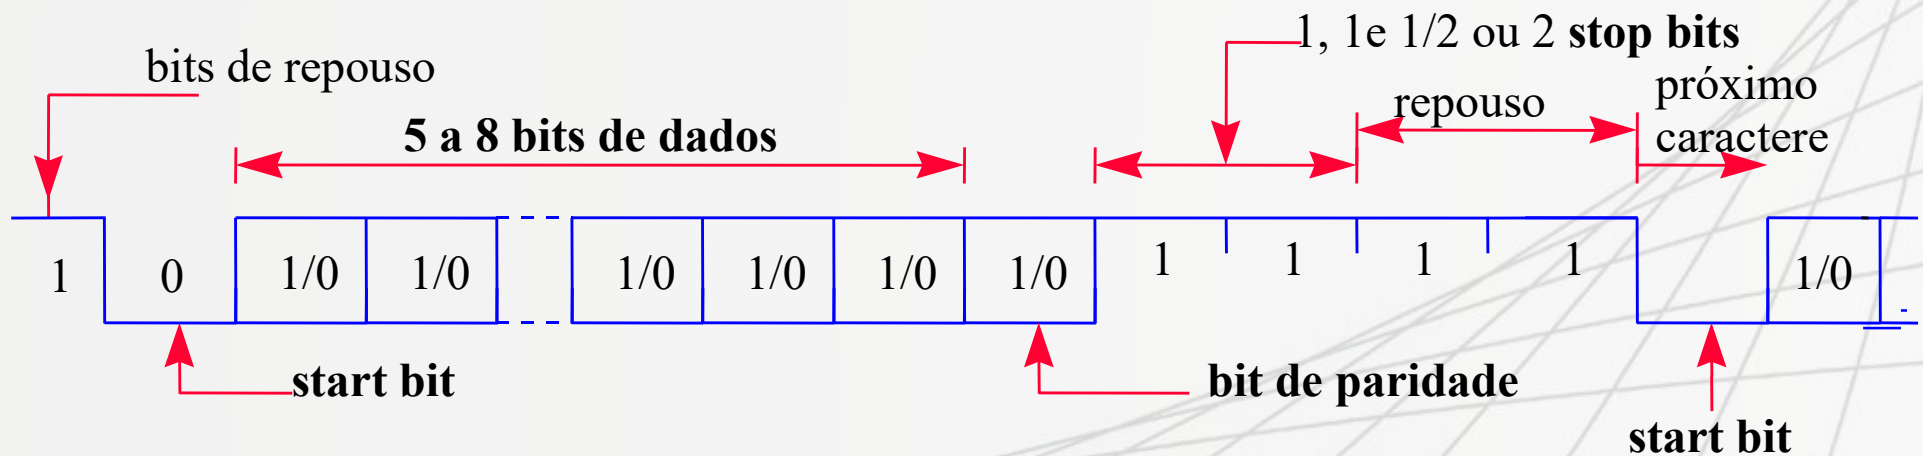 1, 1e 1/2 ou 2 stop bits
bits de repouso
próximo
repouso
caractere
5 a 8 bits de dados
1 0 1/0 1/0 1/0 1/0 1/0 1/0 1 1 1 1 1/0
start bit
bit de paridade
start bit